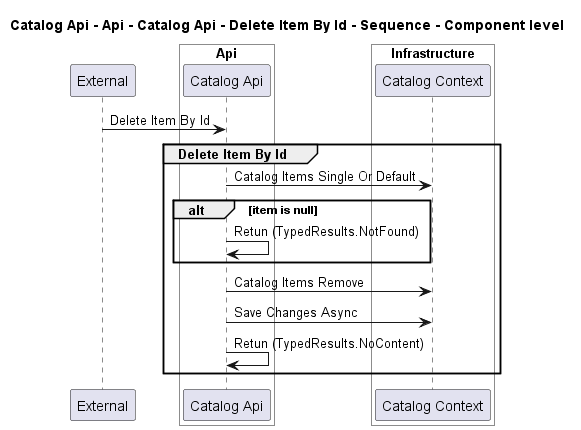 Catalog Api - Api - Catalog Api - Delete Item By Id - Sequence - Component level
Api
Infrastructure
External
Catalog Api
Catalog Context
Delete Item By Id
Delete Item By Id
Catalog Items Single Or Default
alt
[item is null]
Retun (TypedResults.NotFound)
Catalog Items Remove
Save Changes Async
Retun (TypedResults.NoContent)
External
Catalog Api
Catalog Context